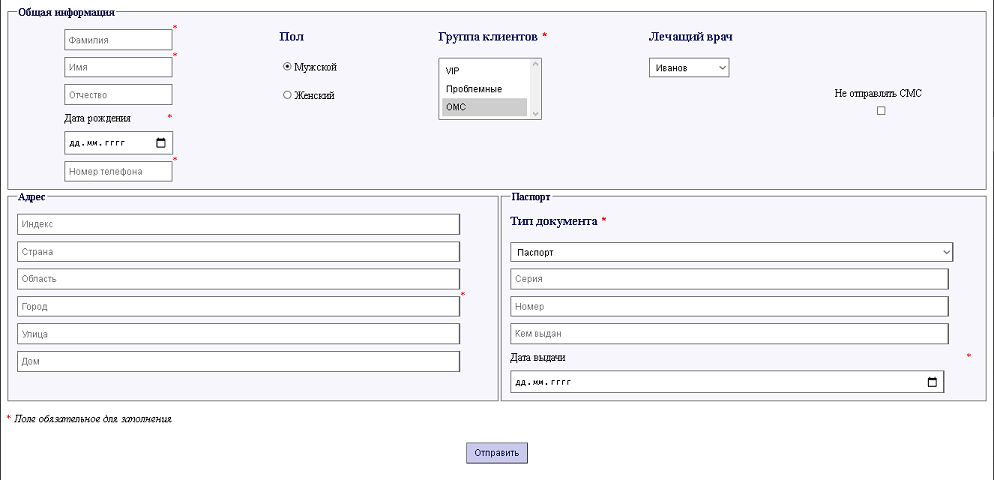 Общая информация
Фамилия *
Имя *
Отчество
Дата рождения *
дд.мм.гггг
Номер телефона *
Пол
Мужской
Женский
Группа клиентов *
VIP
Проблемные
ОМС
Лечащий врач
Иванов
Не отправлять СМС
Адрес
Индекс
Страна
Область
Город *
Улица
Дом
Паспорт
Тип документа *
Паспорт
Серия
Номер
Кем выдан
Дата выдачи *
дд.мм.гггг
* Поле обязательное для заполнения
Отправить